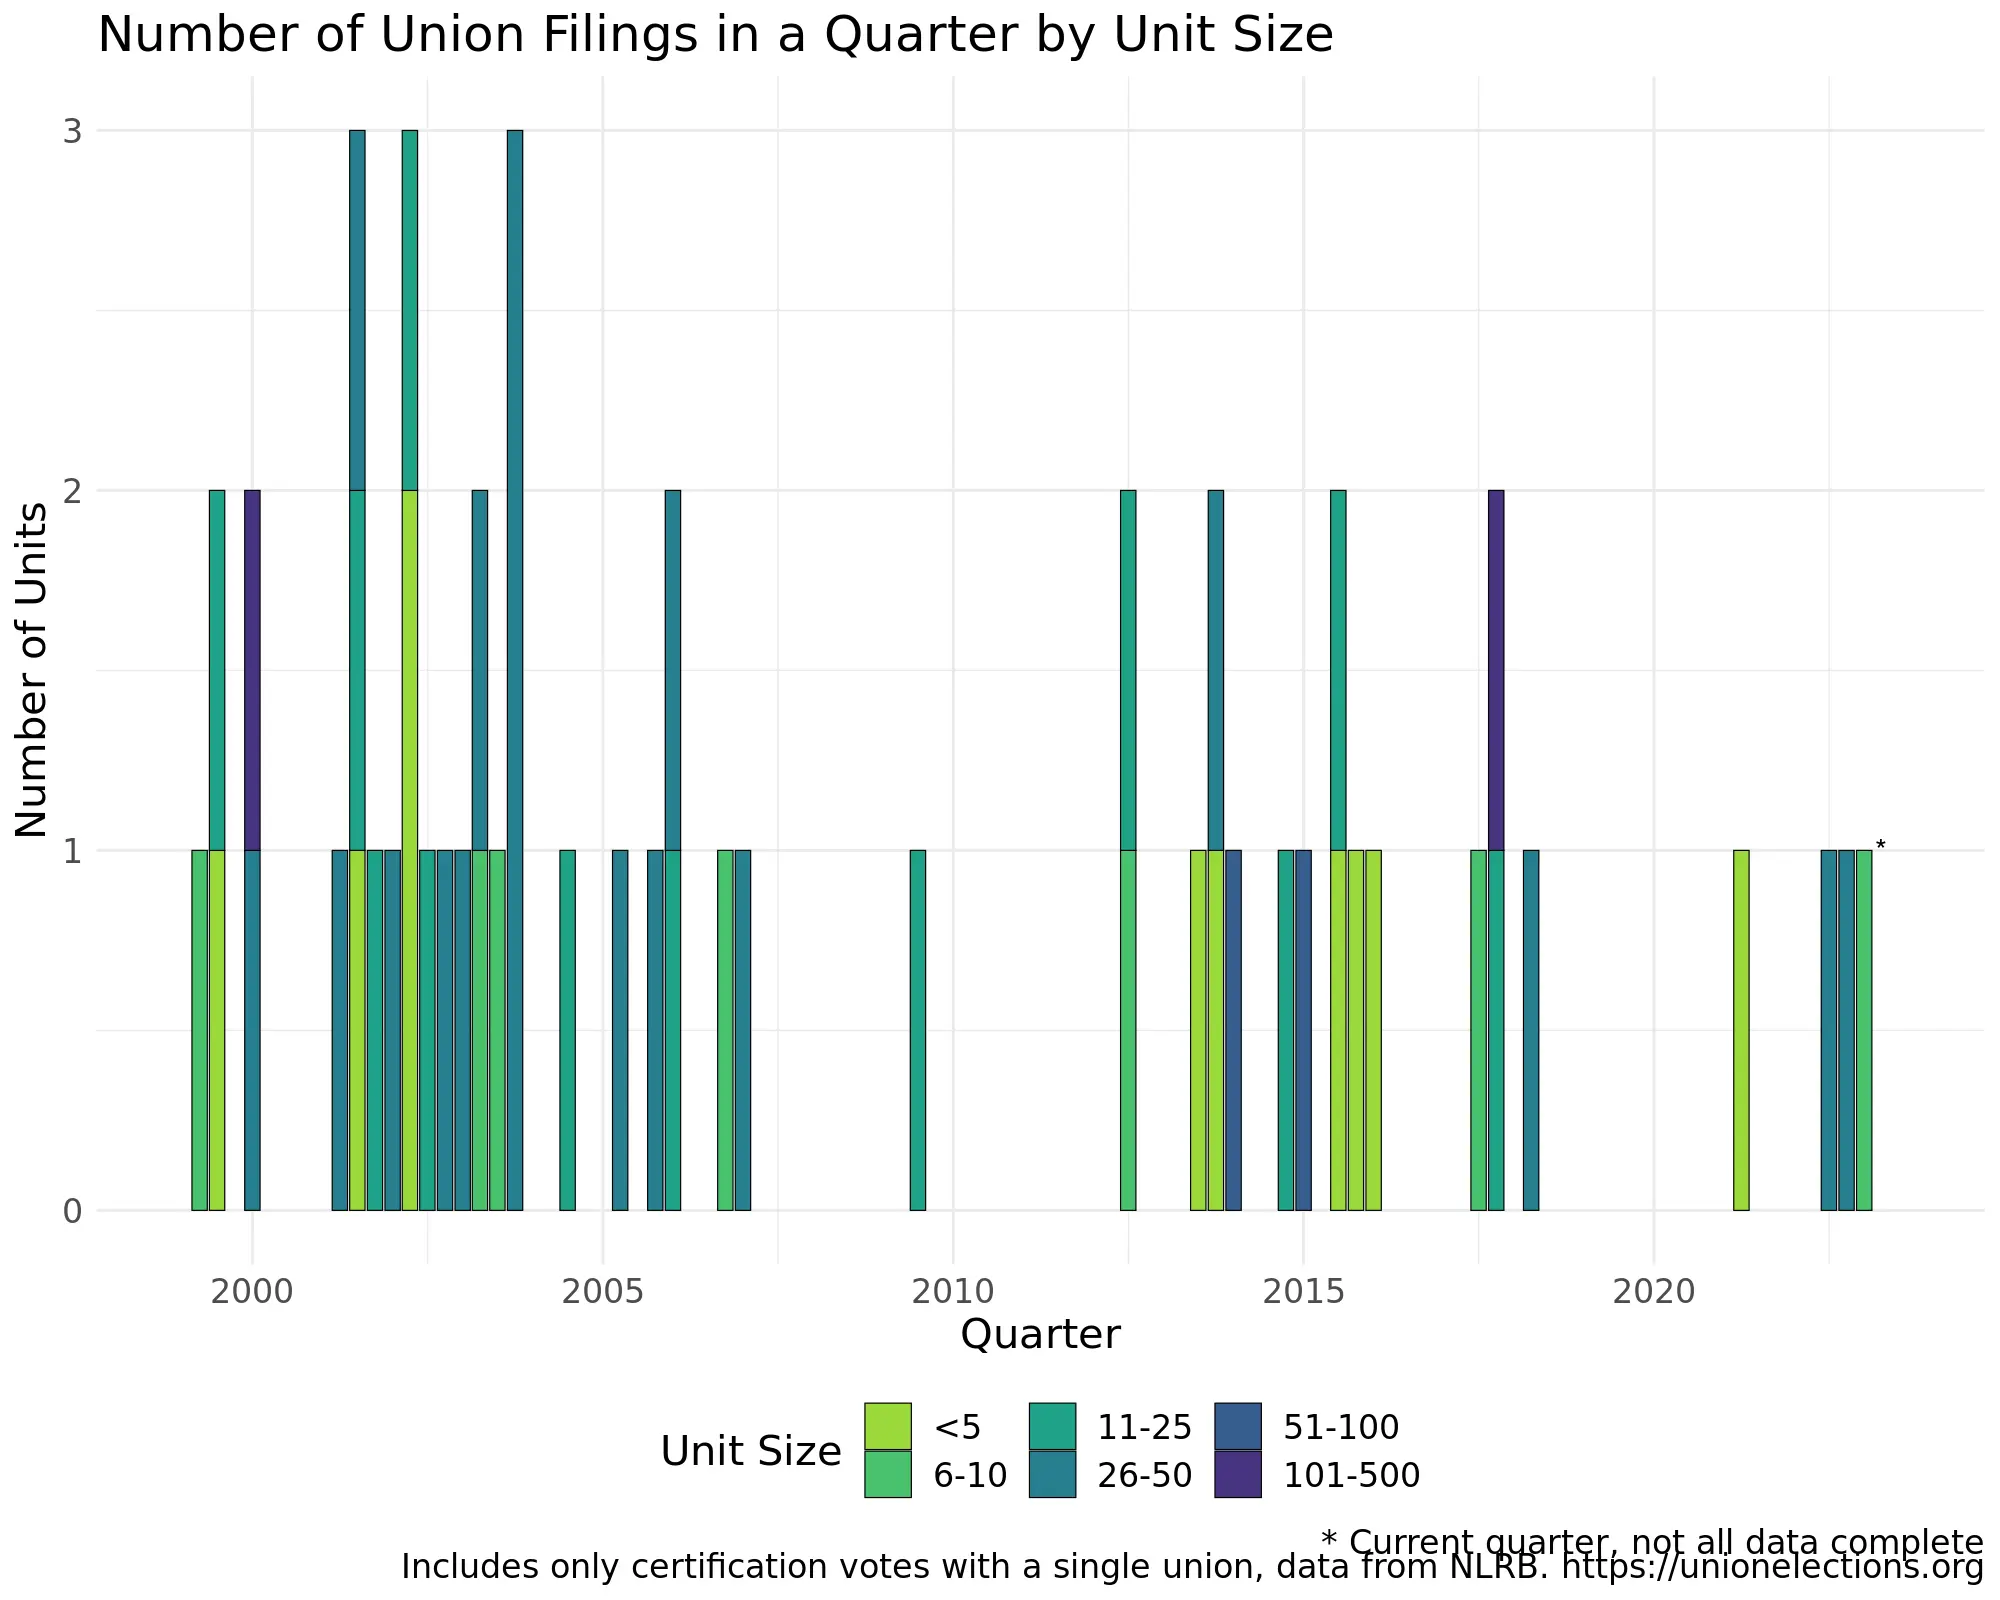 Number of Union Filings in a Quarter by Unit Size
3
2
1
0
Number of Units
*
2000 2005 2010 2015 2020
Quarter
Unit Size
<5 11-25 51-100
6-10 26-50 101-500
* Current quarter, not all data complete
Includes only certification votes with a single union, data from NLRB. https://unionelections.org